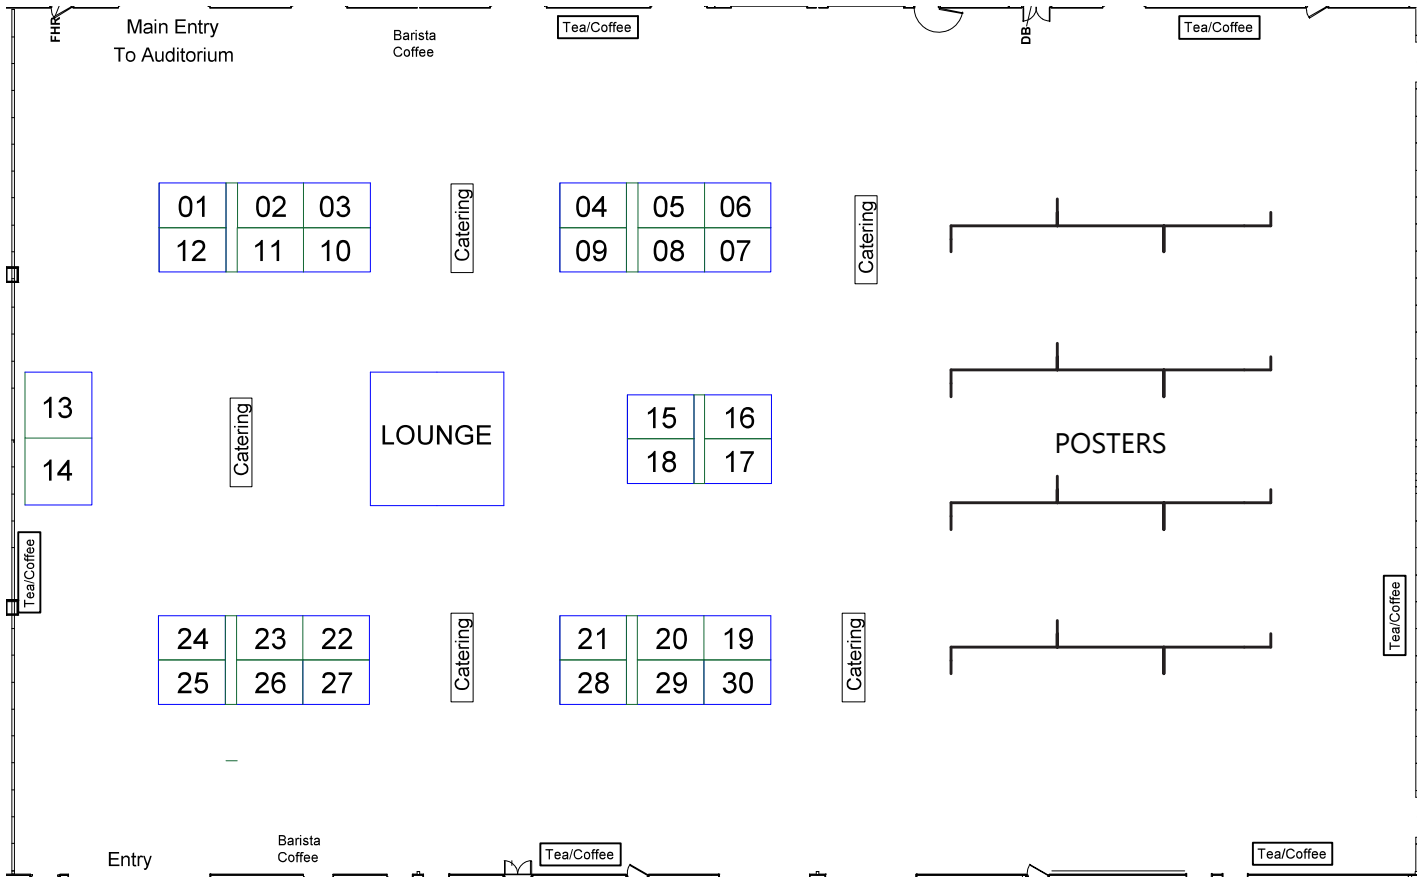 FHR
Main Entry
To Auditorium
Barista
Coffee
Tea/Coffee
DB
Tea/Coffee
01 02 03
12 11 10
Catering
04 05 06
09 08 07
Catering
13
14
Catering
LOUNGE
15 16
18 17
POSTERS
Tea/Coffee
Tea/Coffee
24 23 22
25 26 27
Catering
21 20 19
28 29 30
Catering
Entry
Barista
Coffee
Tea/Coffee
Tea/Coffee